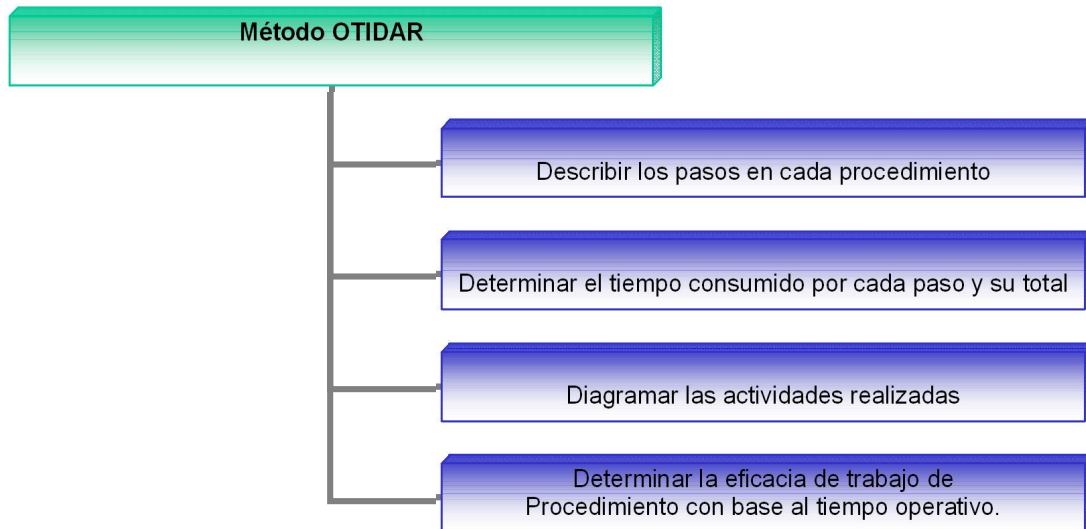 Método OTIDAR
Describir los pasos en cada procedimiento
Determinar el tiempo consumido por cada paso y su total
Diagramar las actividades realizadas
Determinar la eficacia de trabajo de
Procedimiento con base al tiempo operativo.